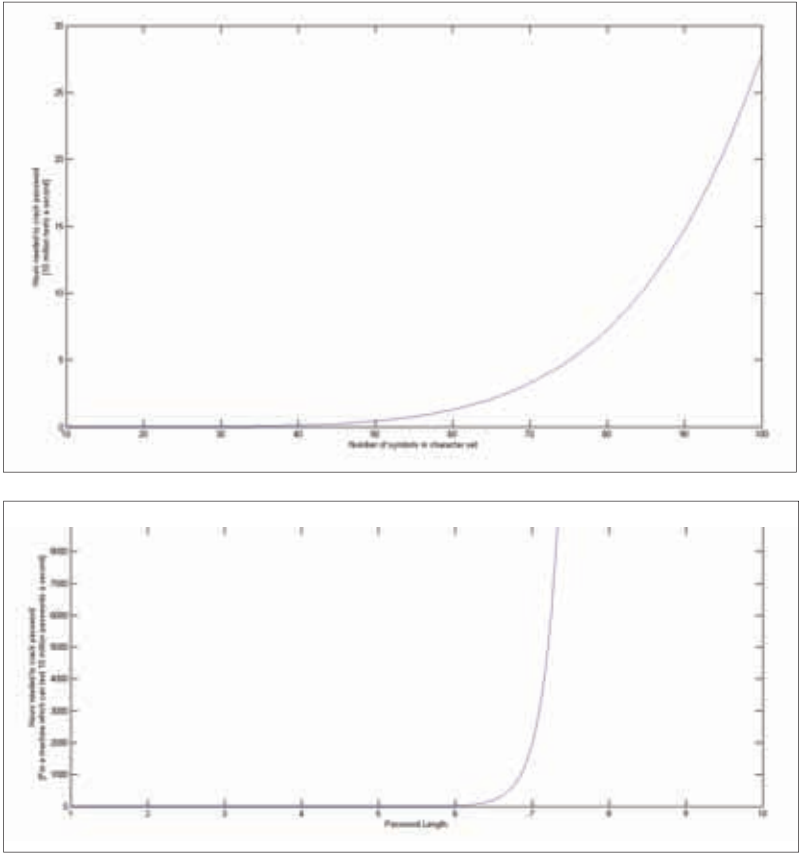 30
25
20
15
10
5
0
Hours needed to crack password
[10 million tests a second]
10 20 30 40 50 60 70 80 90 100
Number of symbols in character set
800
700
600
500
400
300
200
100
0
Hours needed to crack password
[For a machine which can test 10 million passwords a second]
1 2 3 4 5 6 7 8 9 10
Password Length